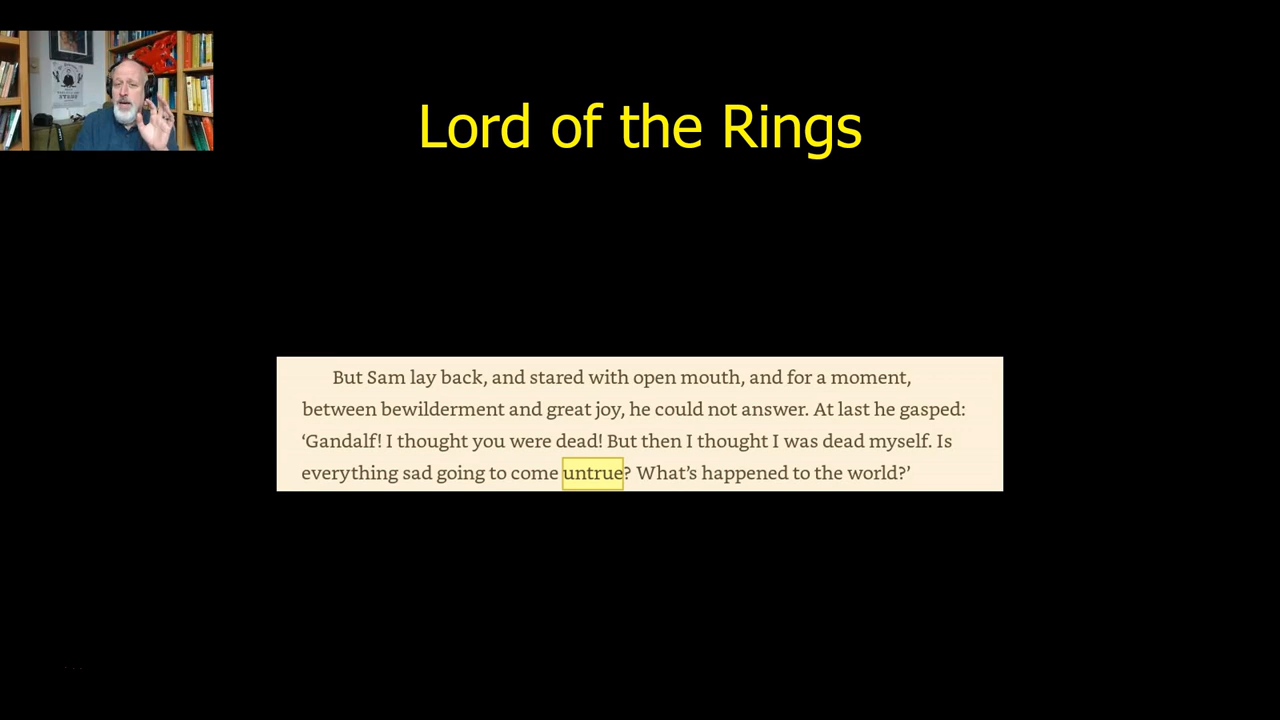 Lord of the Rings
But Sam lay back, and stared with open mouth, and for a moment,
between bewilderment and great joy, he could not answer. At last he gasped:
‘Gandalf! I thought you were dead! But then I thought I was dead myself. Is
everything sad going to come untrue? What’s happened to the world?’